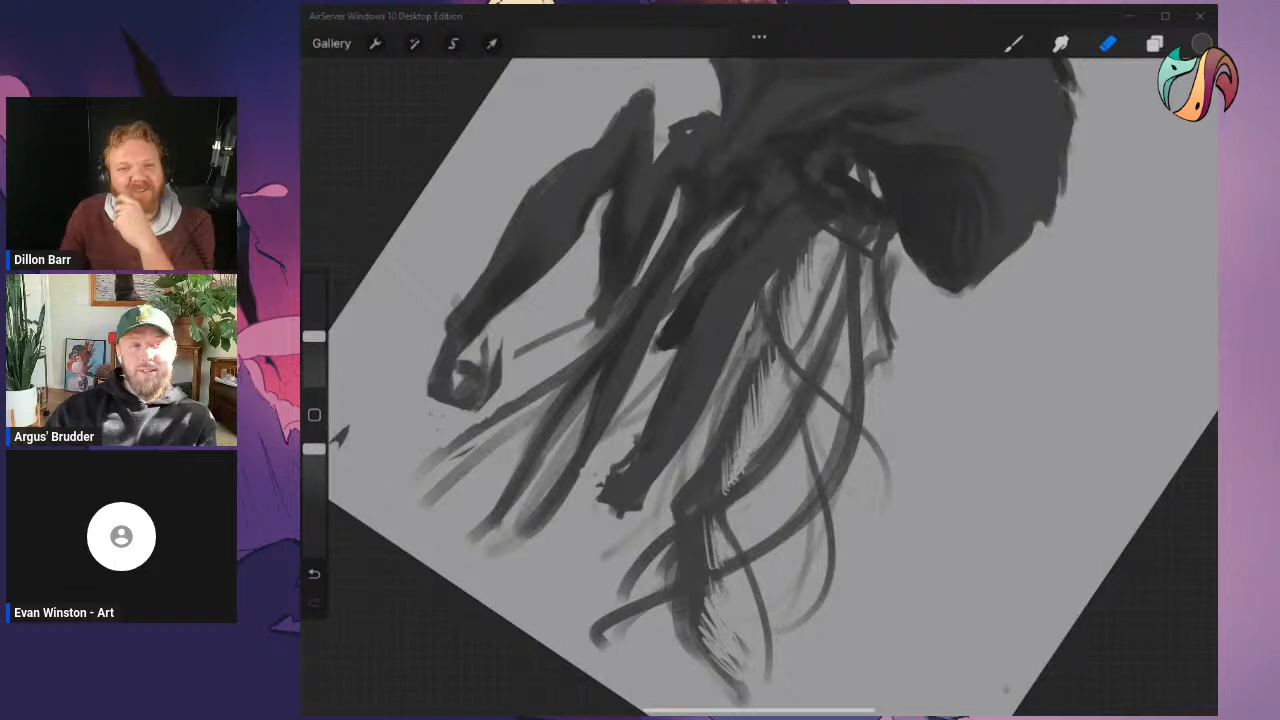 AirServer Windows 10 Desktop Edition
Gallery
Dillon Barr
Argus' Brudder
Evan Winston - Art